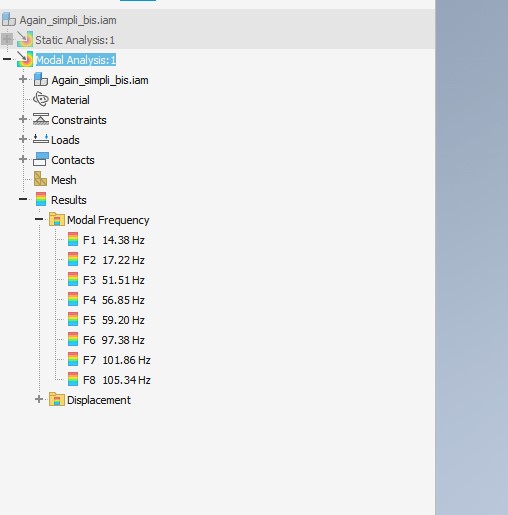 Again_simpli_bis.iam
Static Analysis:1
Modal Analysis:1
Again_simpli_bis.iam
Material
Constraints
Loads
Contacts
Mesh
Results
Modal Frequency
F1 14.38 Hz
F2 17.22 Hz
F3 51.51 Hz
F4 56.85 Hz
F5 59.20 Hz
F6 97.38 Hz
F7 101.86 Hz
F8 105.34 Hz
Displacement